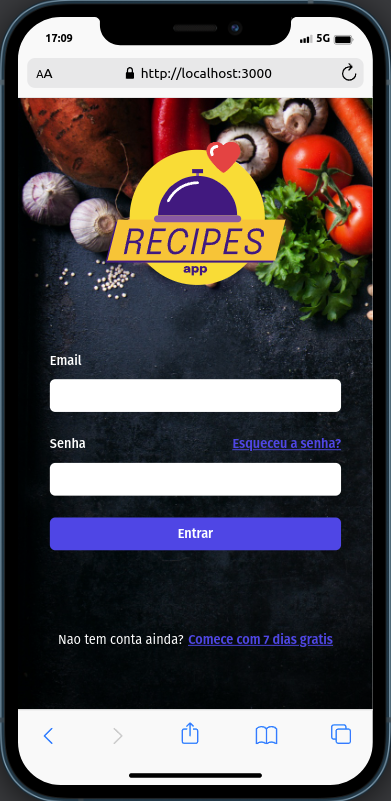 17:09
5G
AA
http://localhost:3000
RECIPES
app
Email
Senha
Esqueceu a senha?
Entrar
Nao tem conta ainda? Comece com 7 dias gratis